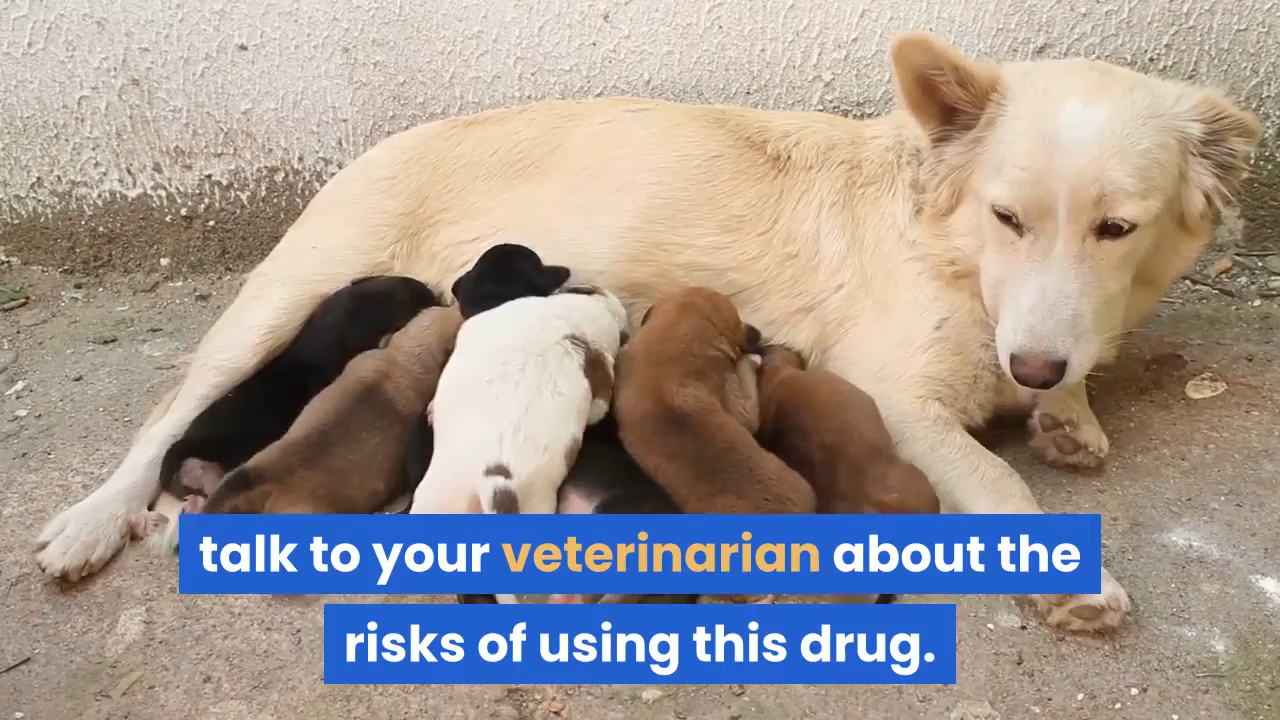 talk to your veterinarian about the
risks of using this drug.